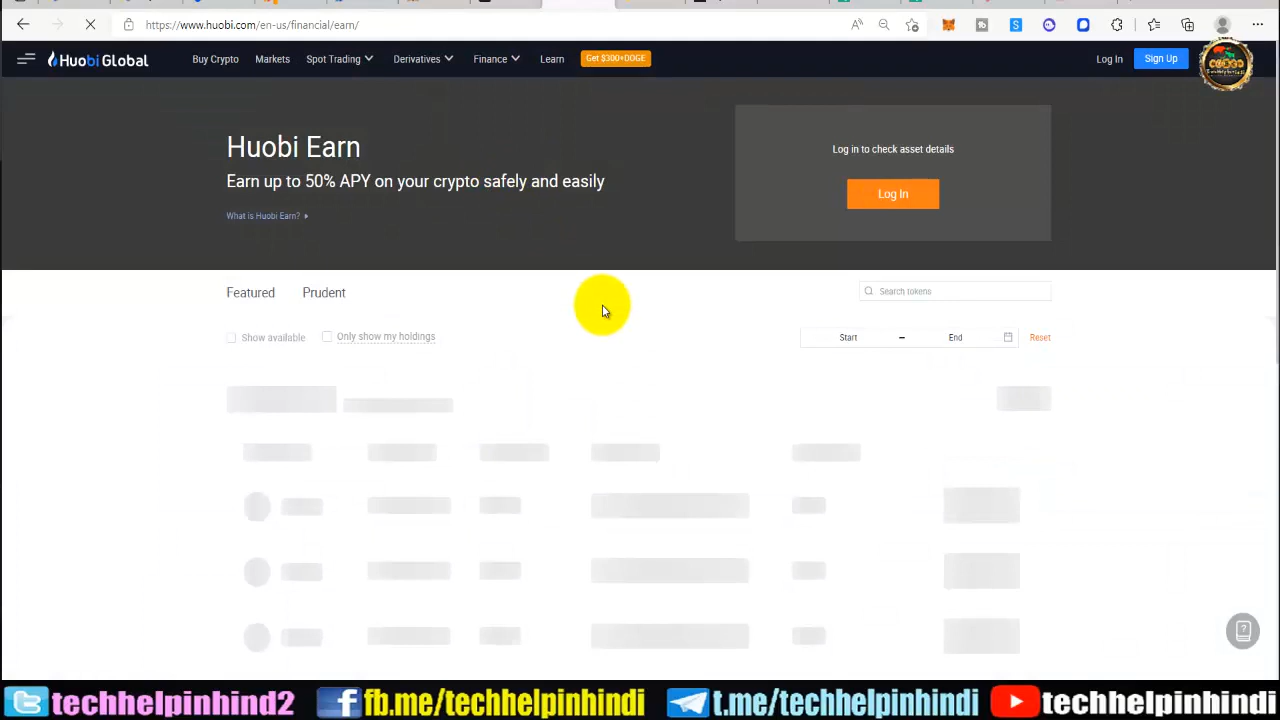 https://www.huobi.com/en-us/financial/earn/
Huobi Global Buy Crypto Markets Spot Trading Derivatives Finance Learn Get $300+DOGE Log In Sign Up
Huobi Earn
Earn up to 50% APY on your crypto safely and easily
What is Huobi Earn?
Log in to check asset details
Log In
Featured Prudent Search tokens
Show available Only show my holdings Start – End Reset
techhelpinhind2 fb.me/techhelpinhindi t.me/techhelpinhindi techhelpinhindi